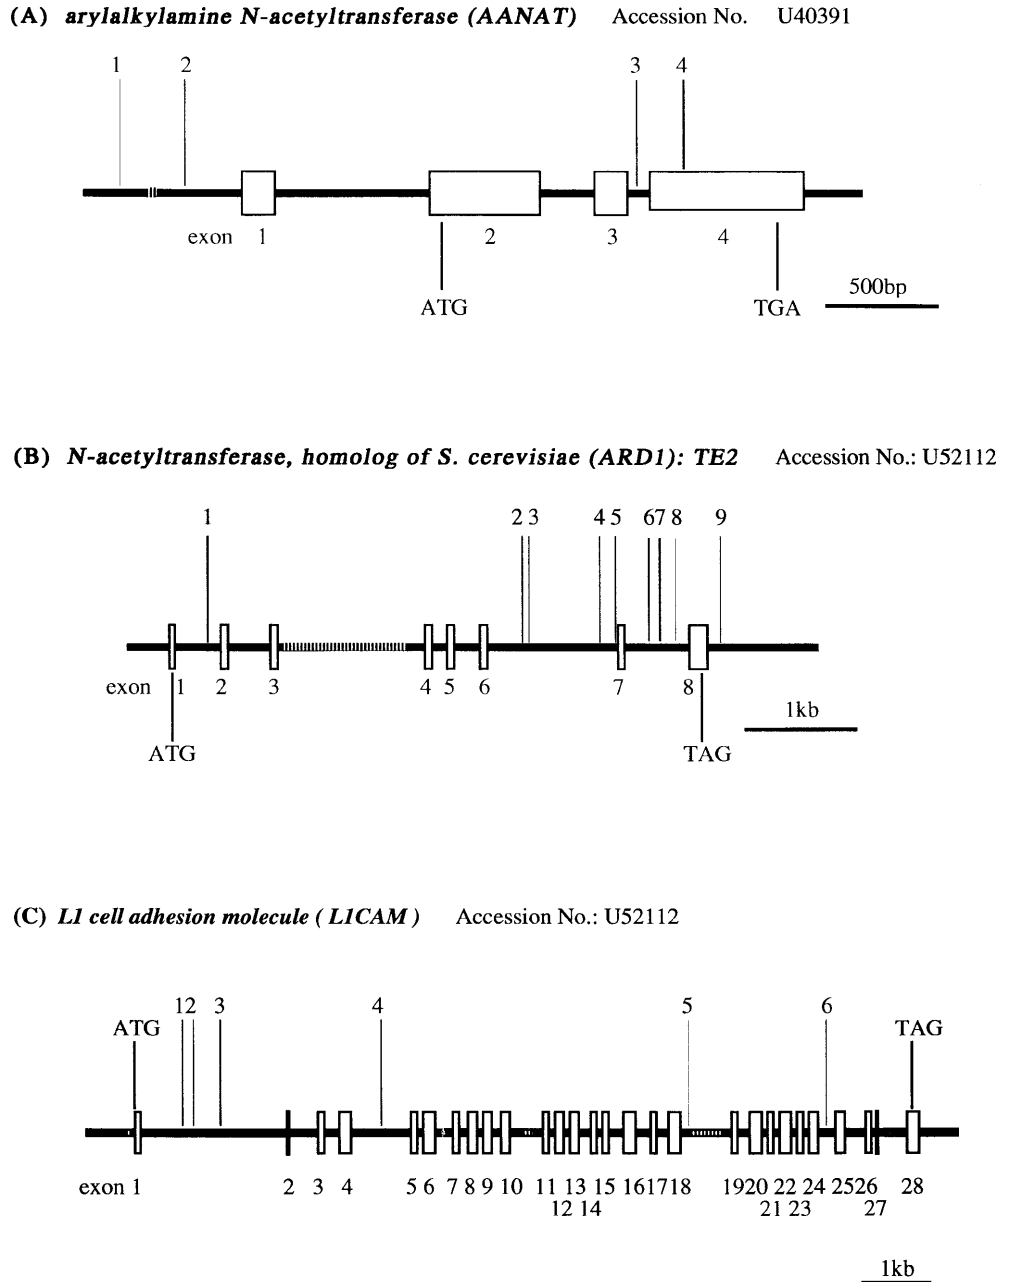 (A) arylalkylamine N-acetyltransferase (AANAT) Accession No. U40391
1 2 3 4
exon 1 2 3 4
500bp
ATG TGA
(B) N-acetyltransferase, homolog of S. cerevisiae (ARD1): TE2 Accession No.: U52112
1 2 3 4 5 6 7 8 9
exon 1 2 3 4 5 6 7 8
1kb
ATG TAG
(C) L1 cell adhesion molecule ( L1CAM ) Accession No.: U52112
1 2 3 4 5 6
ATG TAG
exon 1 2 3 4 5 6 7 8 9 10 11 13 15 16 17 18 19 20 22 24 25 26 28
12 14 21 23 27
1kb